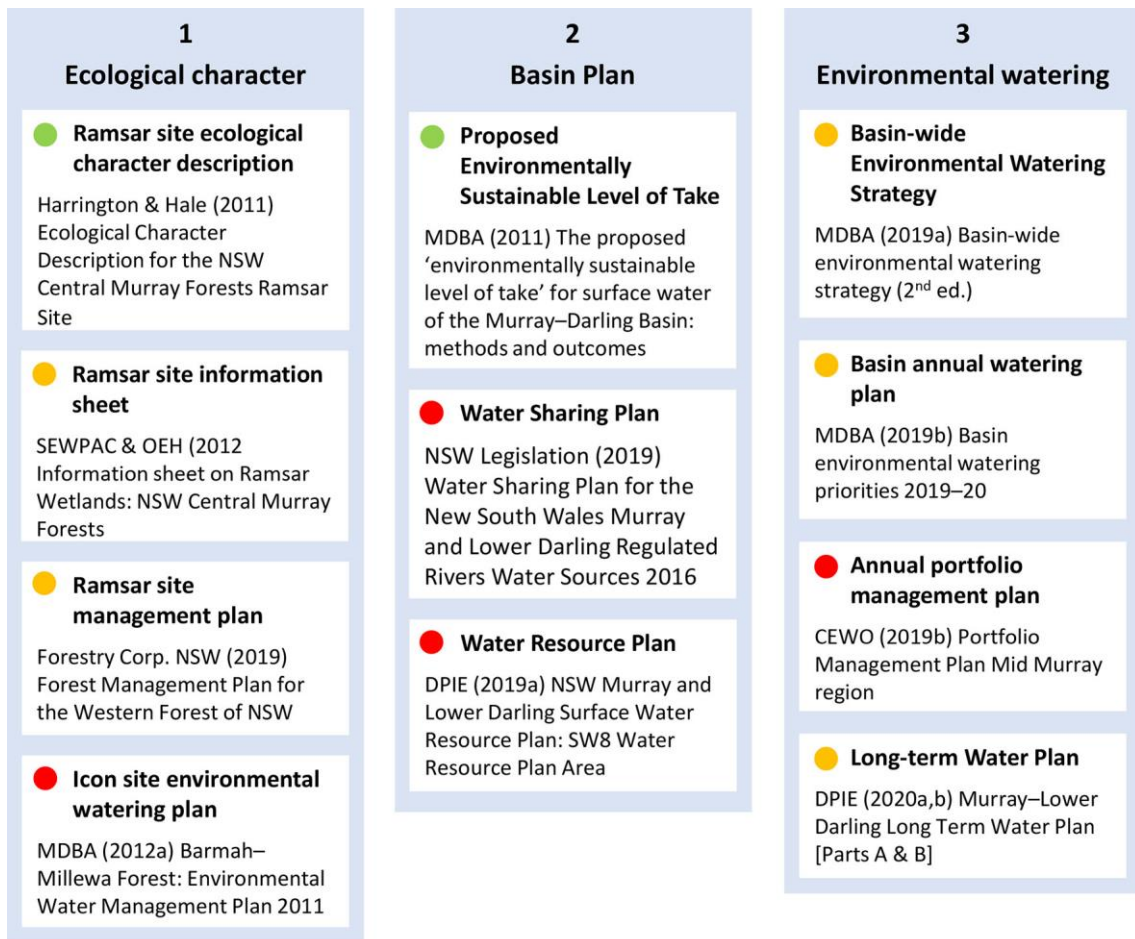 1
Ecological character
Ramsar site ecological
character description
Harrington & Hale (2011)
Ecological Character
Description for the NSW
Central Murray Forests Ramsar
Site
Ramsar site information
sheet
SEWPAC & OEH (2012
Information sheet on Ramsar
Wetlands: NSW Central Murray
Forests
Ramsar site
management plan
Forestry Corp. NSW (2019)
Forest Management Plan for
the Western Forest of NSW
Icon site environmental
watering plan
MDBA (2012a) Barmah–
Millewa Forest: Environmental
Water Management Plan 2011
2
Basin Plan
Proposed
Environmentally
Sustainable Level of Take
MDBA (2011) The proposed
‘environmentally sustainable
level of take’ for surface water
of the Murray–Darling Basin:
methods and outcomes
Water Sharing Plan
NSW Legislation (2019)
Water Sharing Plan for the
New South Wales Murray
and Lower Darling Regulated
Rivers Water Sources 2016
Water Resource Plan
DPIE (2019a) NSW Murray and
Lower Darling Surface Water
Resource Plan: SW8 Water
Resource Plan Area
3
Environmental watering
Basin-wide
Environmental Watering
Strategy
MDBA (2019a) Basin-wide
environmental watering
strategy (2nd ed.)
Basin annual watering
plan
MDBA (2019b) Basin
environmental watering
priorities 2019–20
Annual portfolio
management plan
CEWO (2019b) Portfolio
Management Plan Mid Murray
region
Long-term Water Plan
DPIE (2020a,b) Murray–Lower
Darling Long Term Water Plan
[Parts A & B]